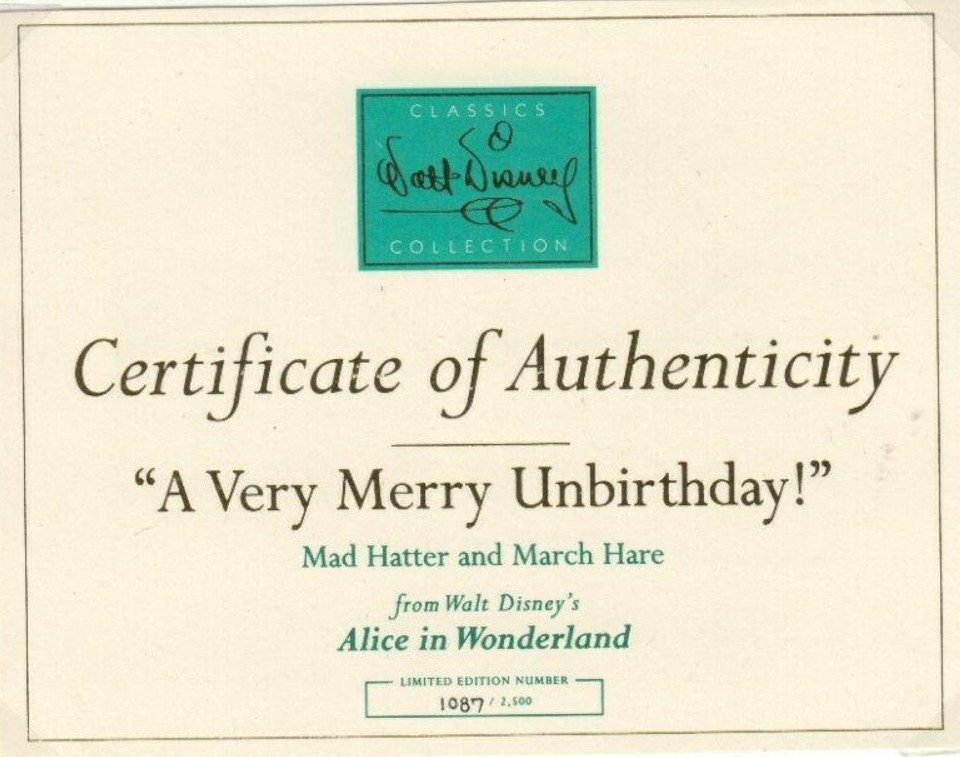 CLASSICS
Walt Disney
COLLECTION
Certificate of Authenticity
“A Very Merry Unbirthday!”
Mad Hatter and March Hare
from Walt Disney’s
Alice in Wonderland
LIMITED EDITION NUMBER
1087 / 2,500